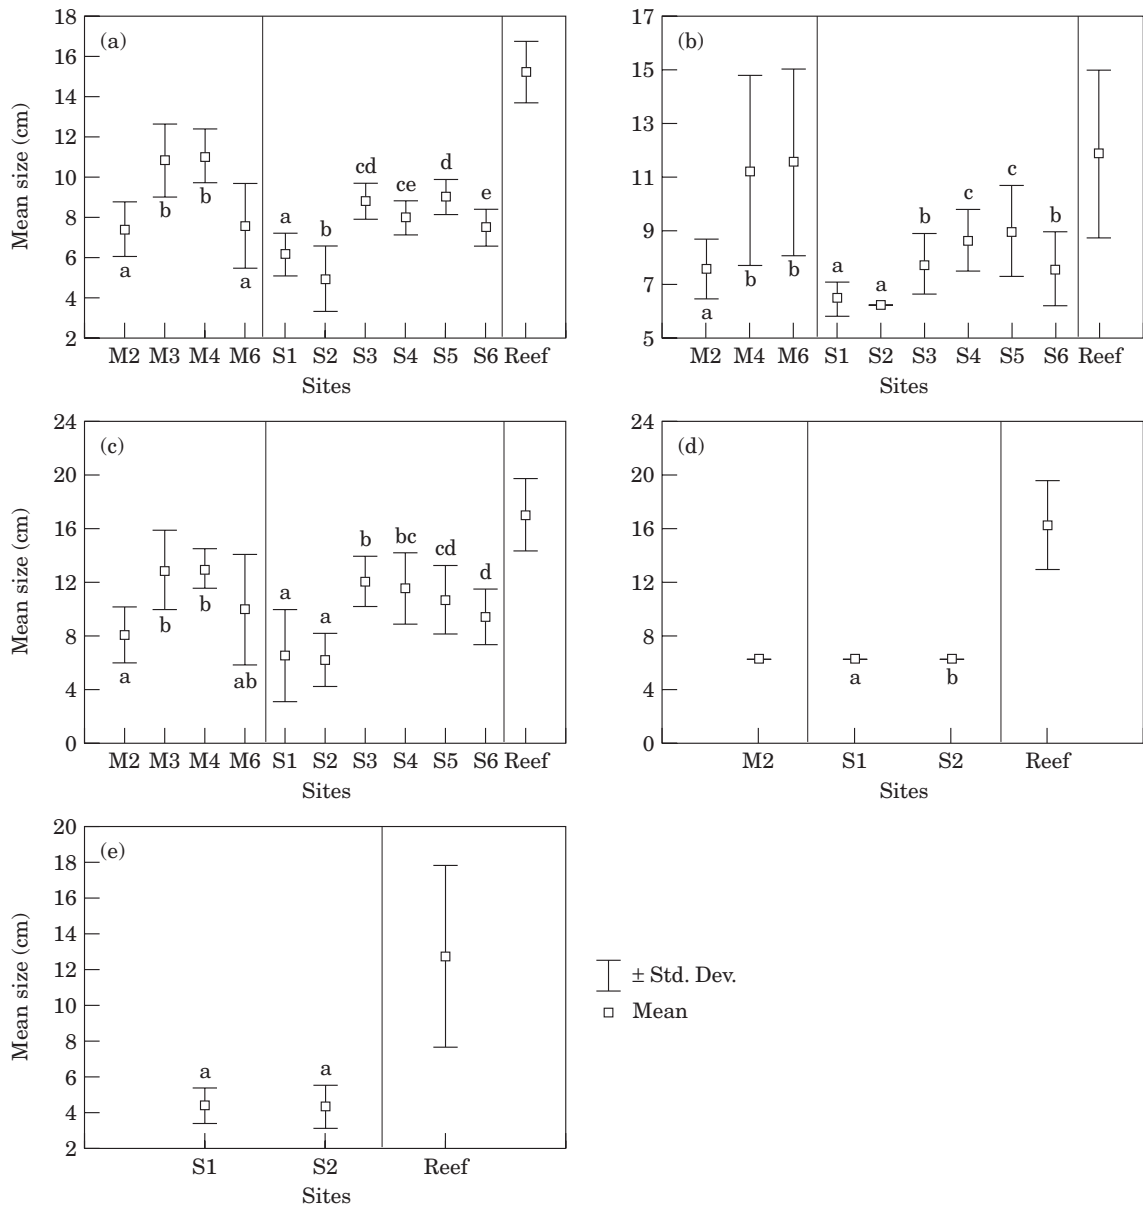 18
(a)
16
14
12
10
8
6
4
2
Mean size (cm)
a
b
b
a
a
b
cd
ce
d
e
M2 M3 M4 M6 S1 S2 S3 S4 S5 S6 Reef
Sites
17
(b)
15
13
11
9
7
5
a
b
b
a
a
b
c
c
b
M2 M4 M6 S1 S2 S3 S4 S5 S6 Reef
Sites
24
(c)
20
16
12
8
4
0
Mean size (cm)
a
b
b
ab
a
a
b
bc
cd
d
M2 M3 M4 M6 S1 S2 S3 S4 S5 S6 Reef
Sites
24
(d)
20
16
12
8
4
0
a
b
M2 S1 S2 Reef
Sites
20
(e)
18
16
14
12
10
8
6
4
2
Mean size (cm)
a
a
S1 S2 Reef
Sites
± Std. Dev.
Mean